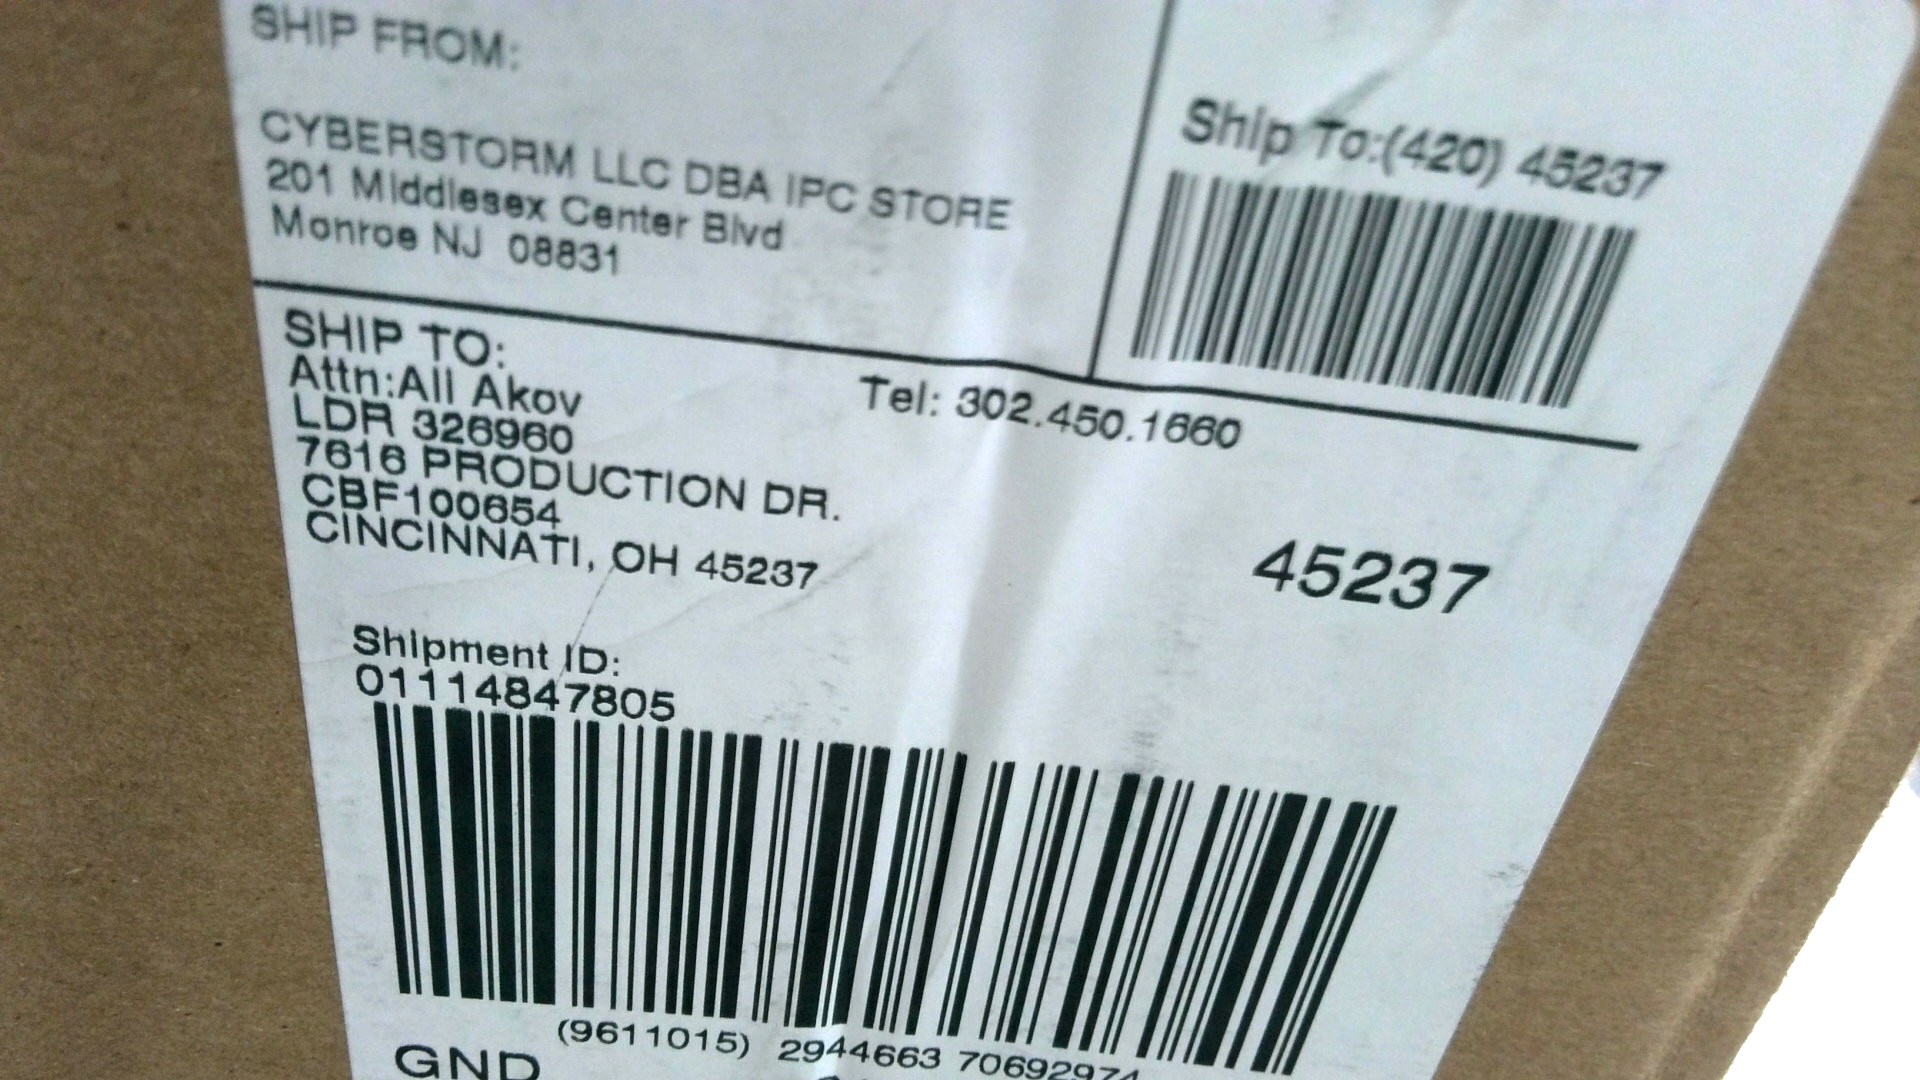 SHIP FROM:
CYBERSTORM LLC DBA IPC STORE
201 Middlesex Center Blvd
Monroe NJ 08831
Ship To:(420) 45237
SHIP TO:
Attn:Ali Akov
Tel: 302.450.1660
LDR 326960
7616 PRODUCTION DR.
CBF100654
CINCINNATI, OH 45237
45237
Shipment ID:
01114847805
(9611015) 2944663 70692974
GND